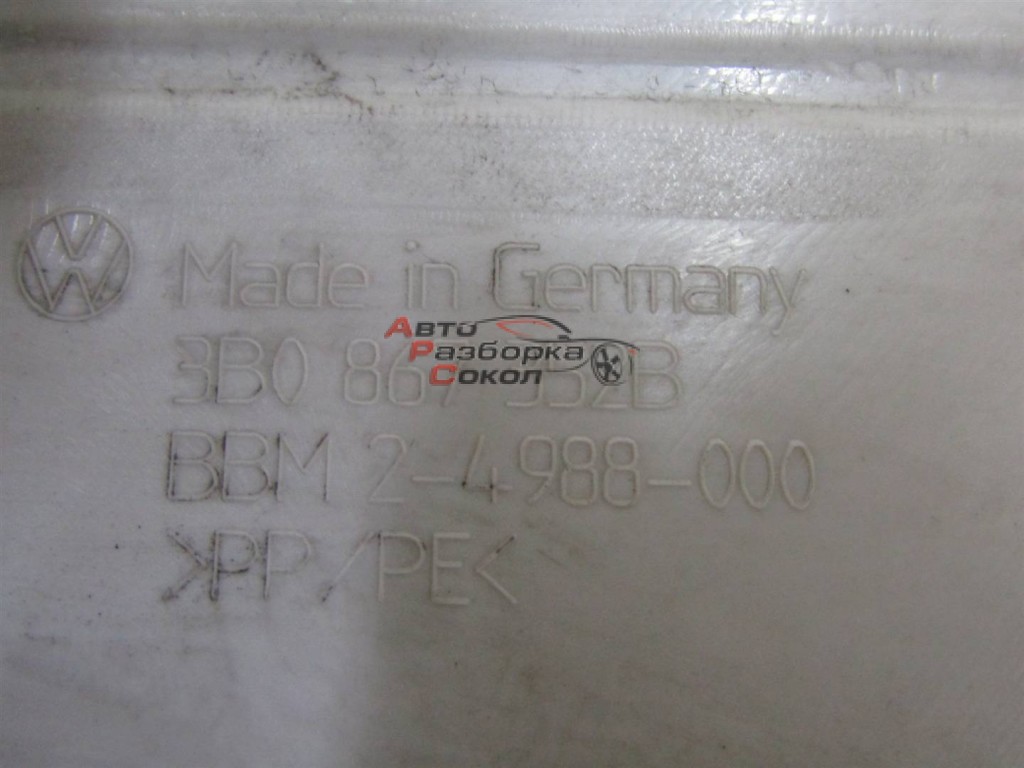 Made in Germany
3B0 867
BBM 2-4988-000
>PP/PE<
Авто
Разборка
Сокол